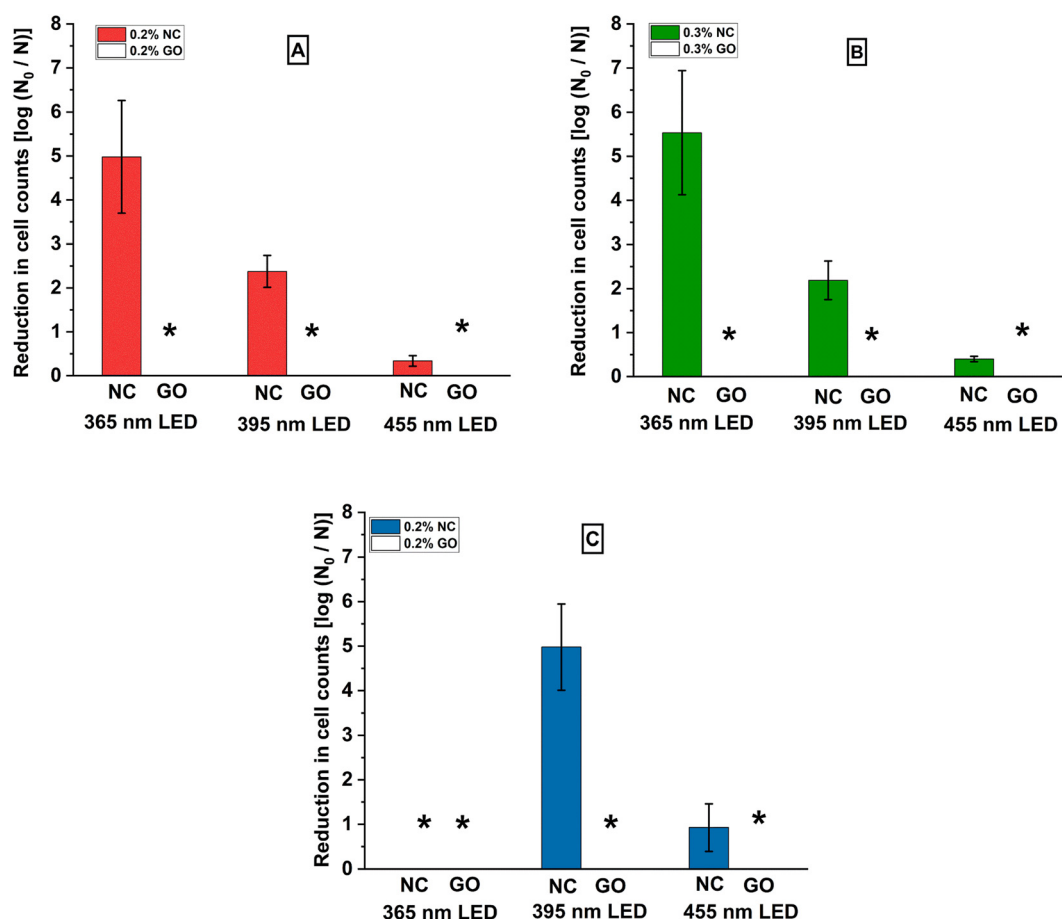 Reduction in cell counts [log (N₀ / N)]
8
7
6
5
4
3
2
1
0
0.2% NC
0.2% GO
A
*
*
*
NC GO NC GO NC GO
365 nm LED 395 nm LED 455 nm LED
Reduction in cell counts [log (N₀ / N)]
8
7
6
5
4
3
2
1
0
0.3% NC
0.3% GO
B
*
*
*
NC GO NC GO NC GO
365 nm LED 395 nm LED 455 nm LED
Reduction in cell counts [log (N₀ / N)]
8
7
6
5
4
3
2
1
0
0.2% NC
0.2% GO
C
* * * *
NC GO NC GO NC GO
365 nm LED 395 nm LED 455 nm LED